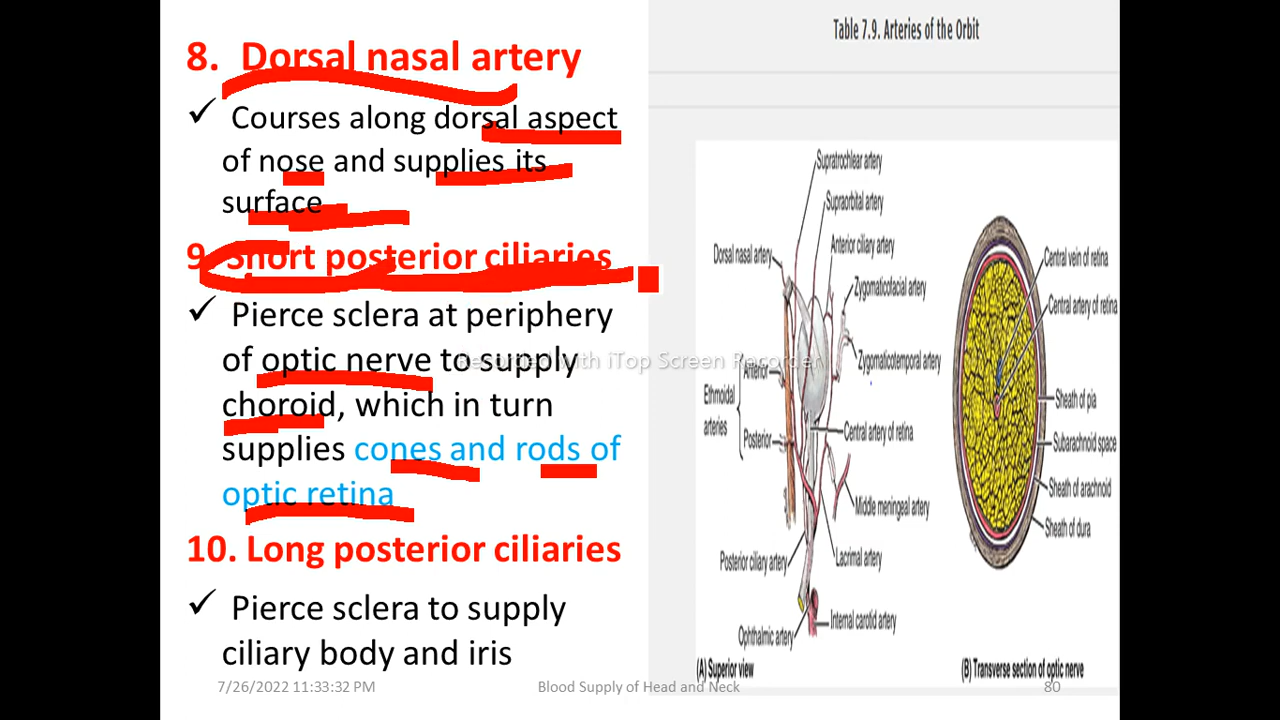 8. Dorsal nasal artery
✓ Courses along dorsal aspect
of nose and supplies its
surface
9. Short posterior ciliaries
✓ Pierce sclera at periphery
of optic nerve to supply
choroid, which in turn
supplies cones and rods of
optic retina
10. Long posterior ciliaries
✓ Pierce sclera to supply
ciliary body and iris
Table 7.9. Arteries of the Orbit
Supratrochlear artery
Supraorbital artery
Dorsal nasal artery
Anterior ciliary artery
Zygomaticofacial artery
Zygomaticotemporal artery
Anterior
Ethmoidal
arteries
Posterior
Central artery of retina
Middle meningeal artery
Posterior ciliary artery
Lacrimal artery
Internal carotid artery
Ophthalmic artery
(A) Superior view
Central vein of retina
Central artery of retina
Sheath of pia
Subarachnoid space
Sheath of arachnoid
Sheath of dura
(B) Transverse section of optic nerve
Recorded with iTop Screen Recorder
7/26/2022 11:33:32 PM
Blood Supply of Head and Neck
80